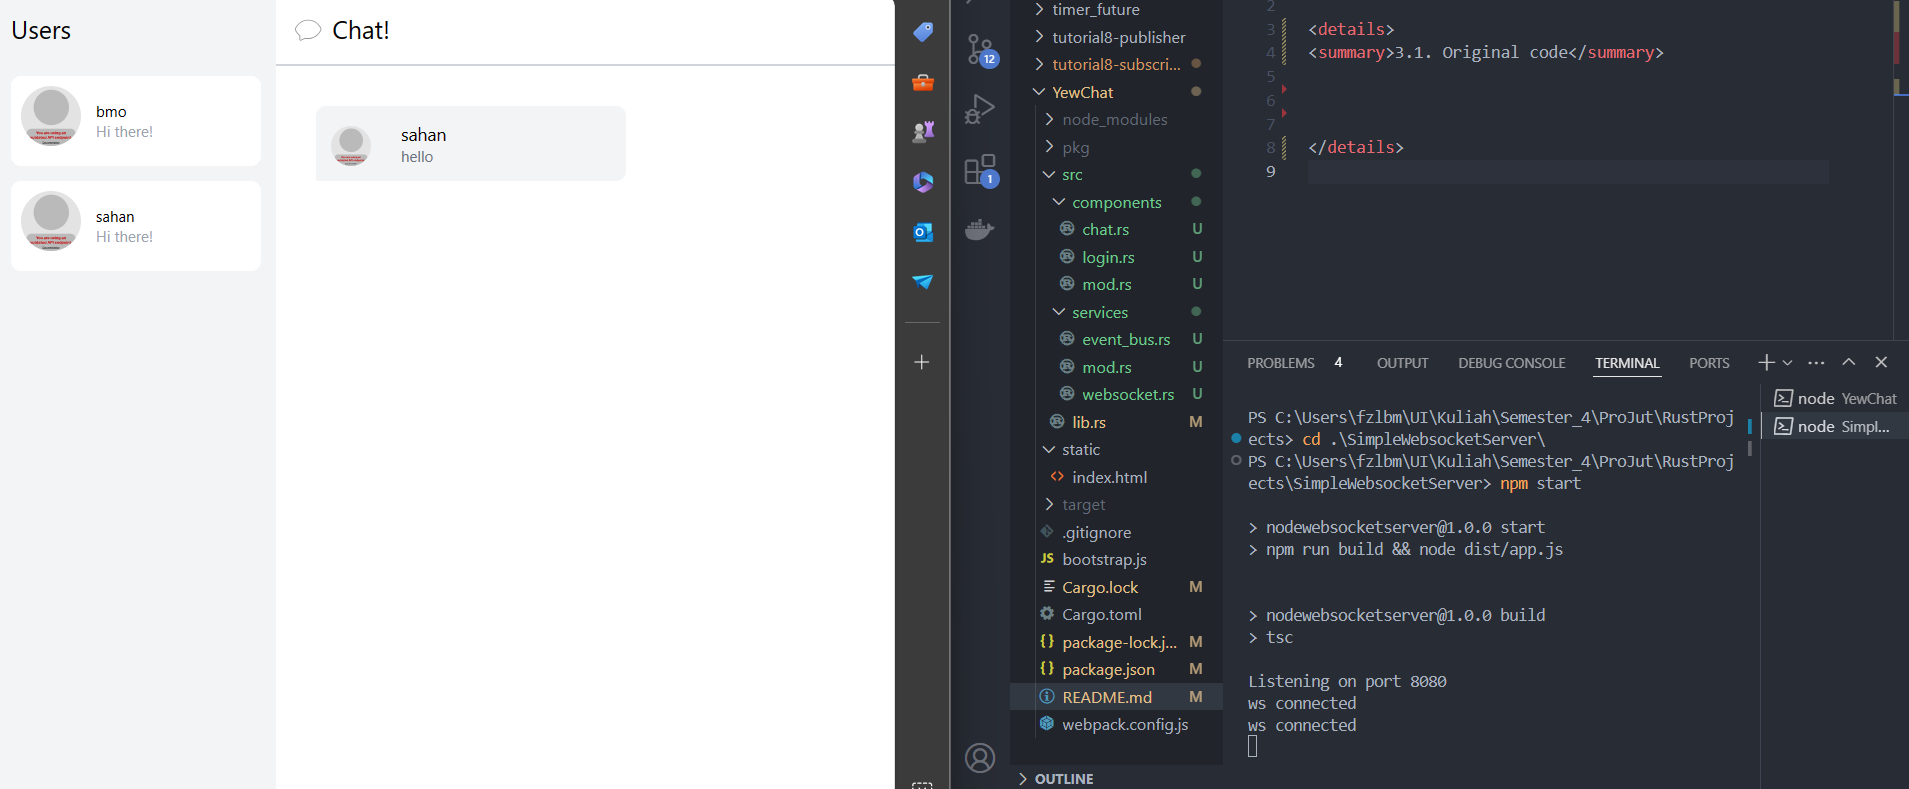 Users
bmo
Hi there!
sahan
Hi there!
Chat!
sahan
hello
12
1
timer_future
tutorial8-publisher
tutorial8-subscri...
YewChat
node_modules
pkg
src
components
chat.rs U
login.rs U
mod.rs U
services
event_bus.rs U
mod.rs U
websocket.rs U
lib.rs M
static
index.html
target
.gitignore
JS bootstrap.js
Cargo.lock M
Cargo.toml
{} package-lock.j... M
{} package.json M
README.md M
webpack.config.js
OUTLINE
2
3 <details>
4 <summary>3.1. Original code</summary>
5
6
7
8 </details>
9
PROBLEMS 4 OUTPUT DEBUG CONSOLE TERMINAL PORTS
PS C:\Users\fzlbm\UI\Kuliah\Semester_4\ProJut\RustProj
ects> cd .\SimpleWebsocketServer\
PS C:\Users\fzlbm\UI\Kuliah\Semester_4\ProJut\RustProj
ects\SimpleWebsocketServer> npm start
> nodewebsocketserver@1.0.0 start
> npm run build && node dist/app.js
> nodewebsocketserver@1.0.0 build
> tsc
Listening on port 8080
ws connected
ws connected
node YewChat
node Simpl...